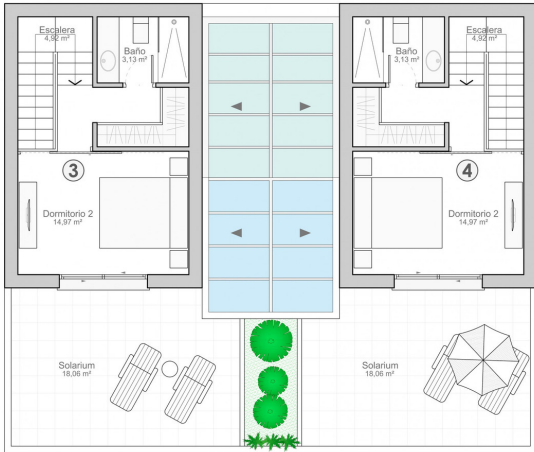 Escalera
4,92 m²
Baño
3,13 m²
Baño
3,13 m²
Escalera
4,92 m²
3
4
Dormitorio 2
14,97 m²
Dormitorio 2
14,97 m²
Solarium
18,06 m²
Solarium
18,06 m²